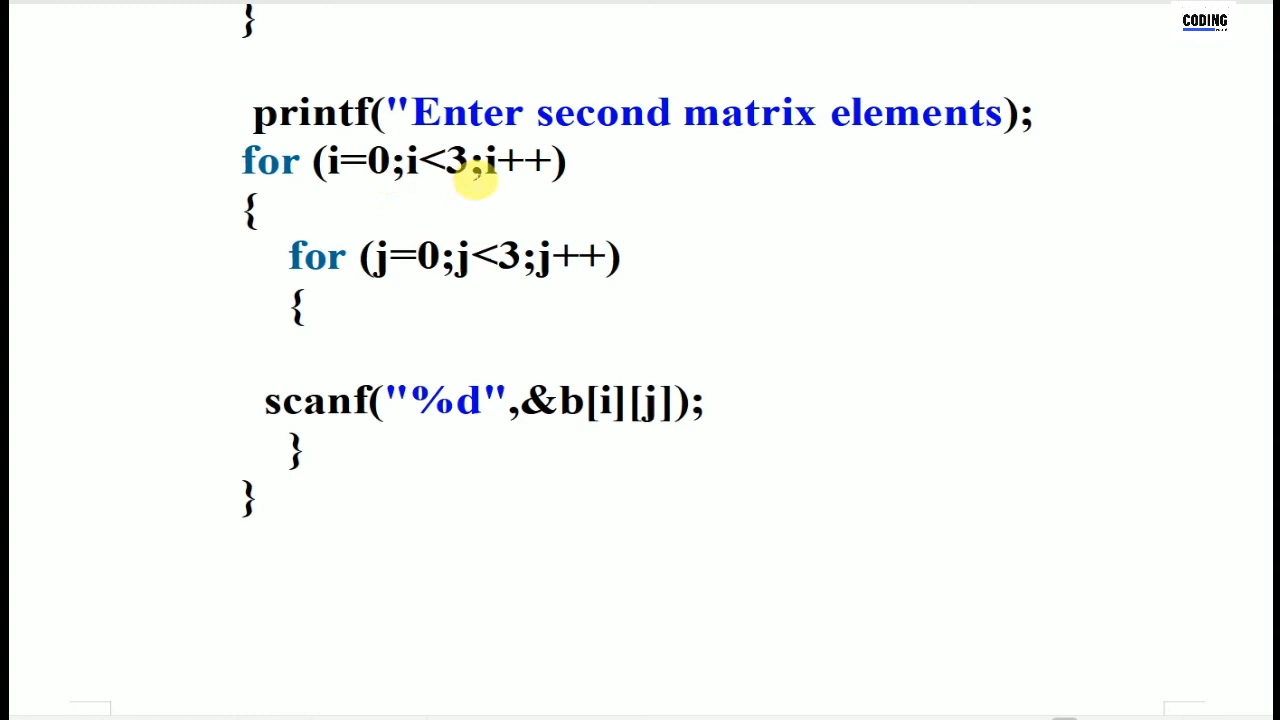 }
CODING
printf("Enter second matrix elements);
for (i=0;i<3;i++)
{
for (j=0;j<3;j++)
{
scanf("%d",&b[i][j]);
}
}